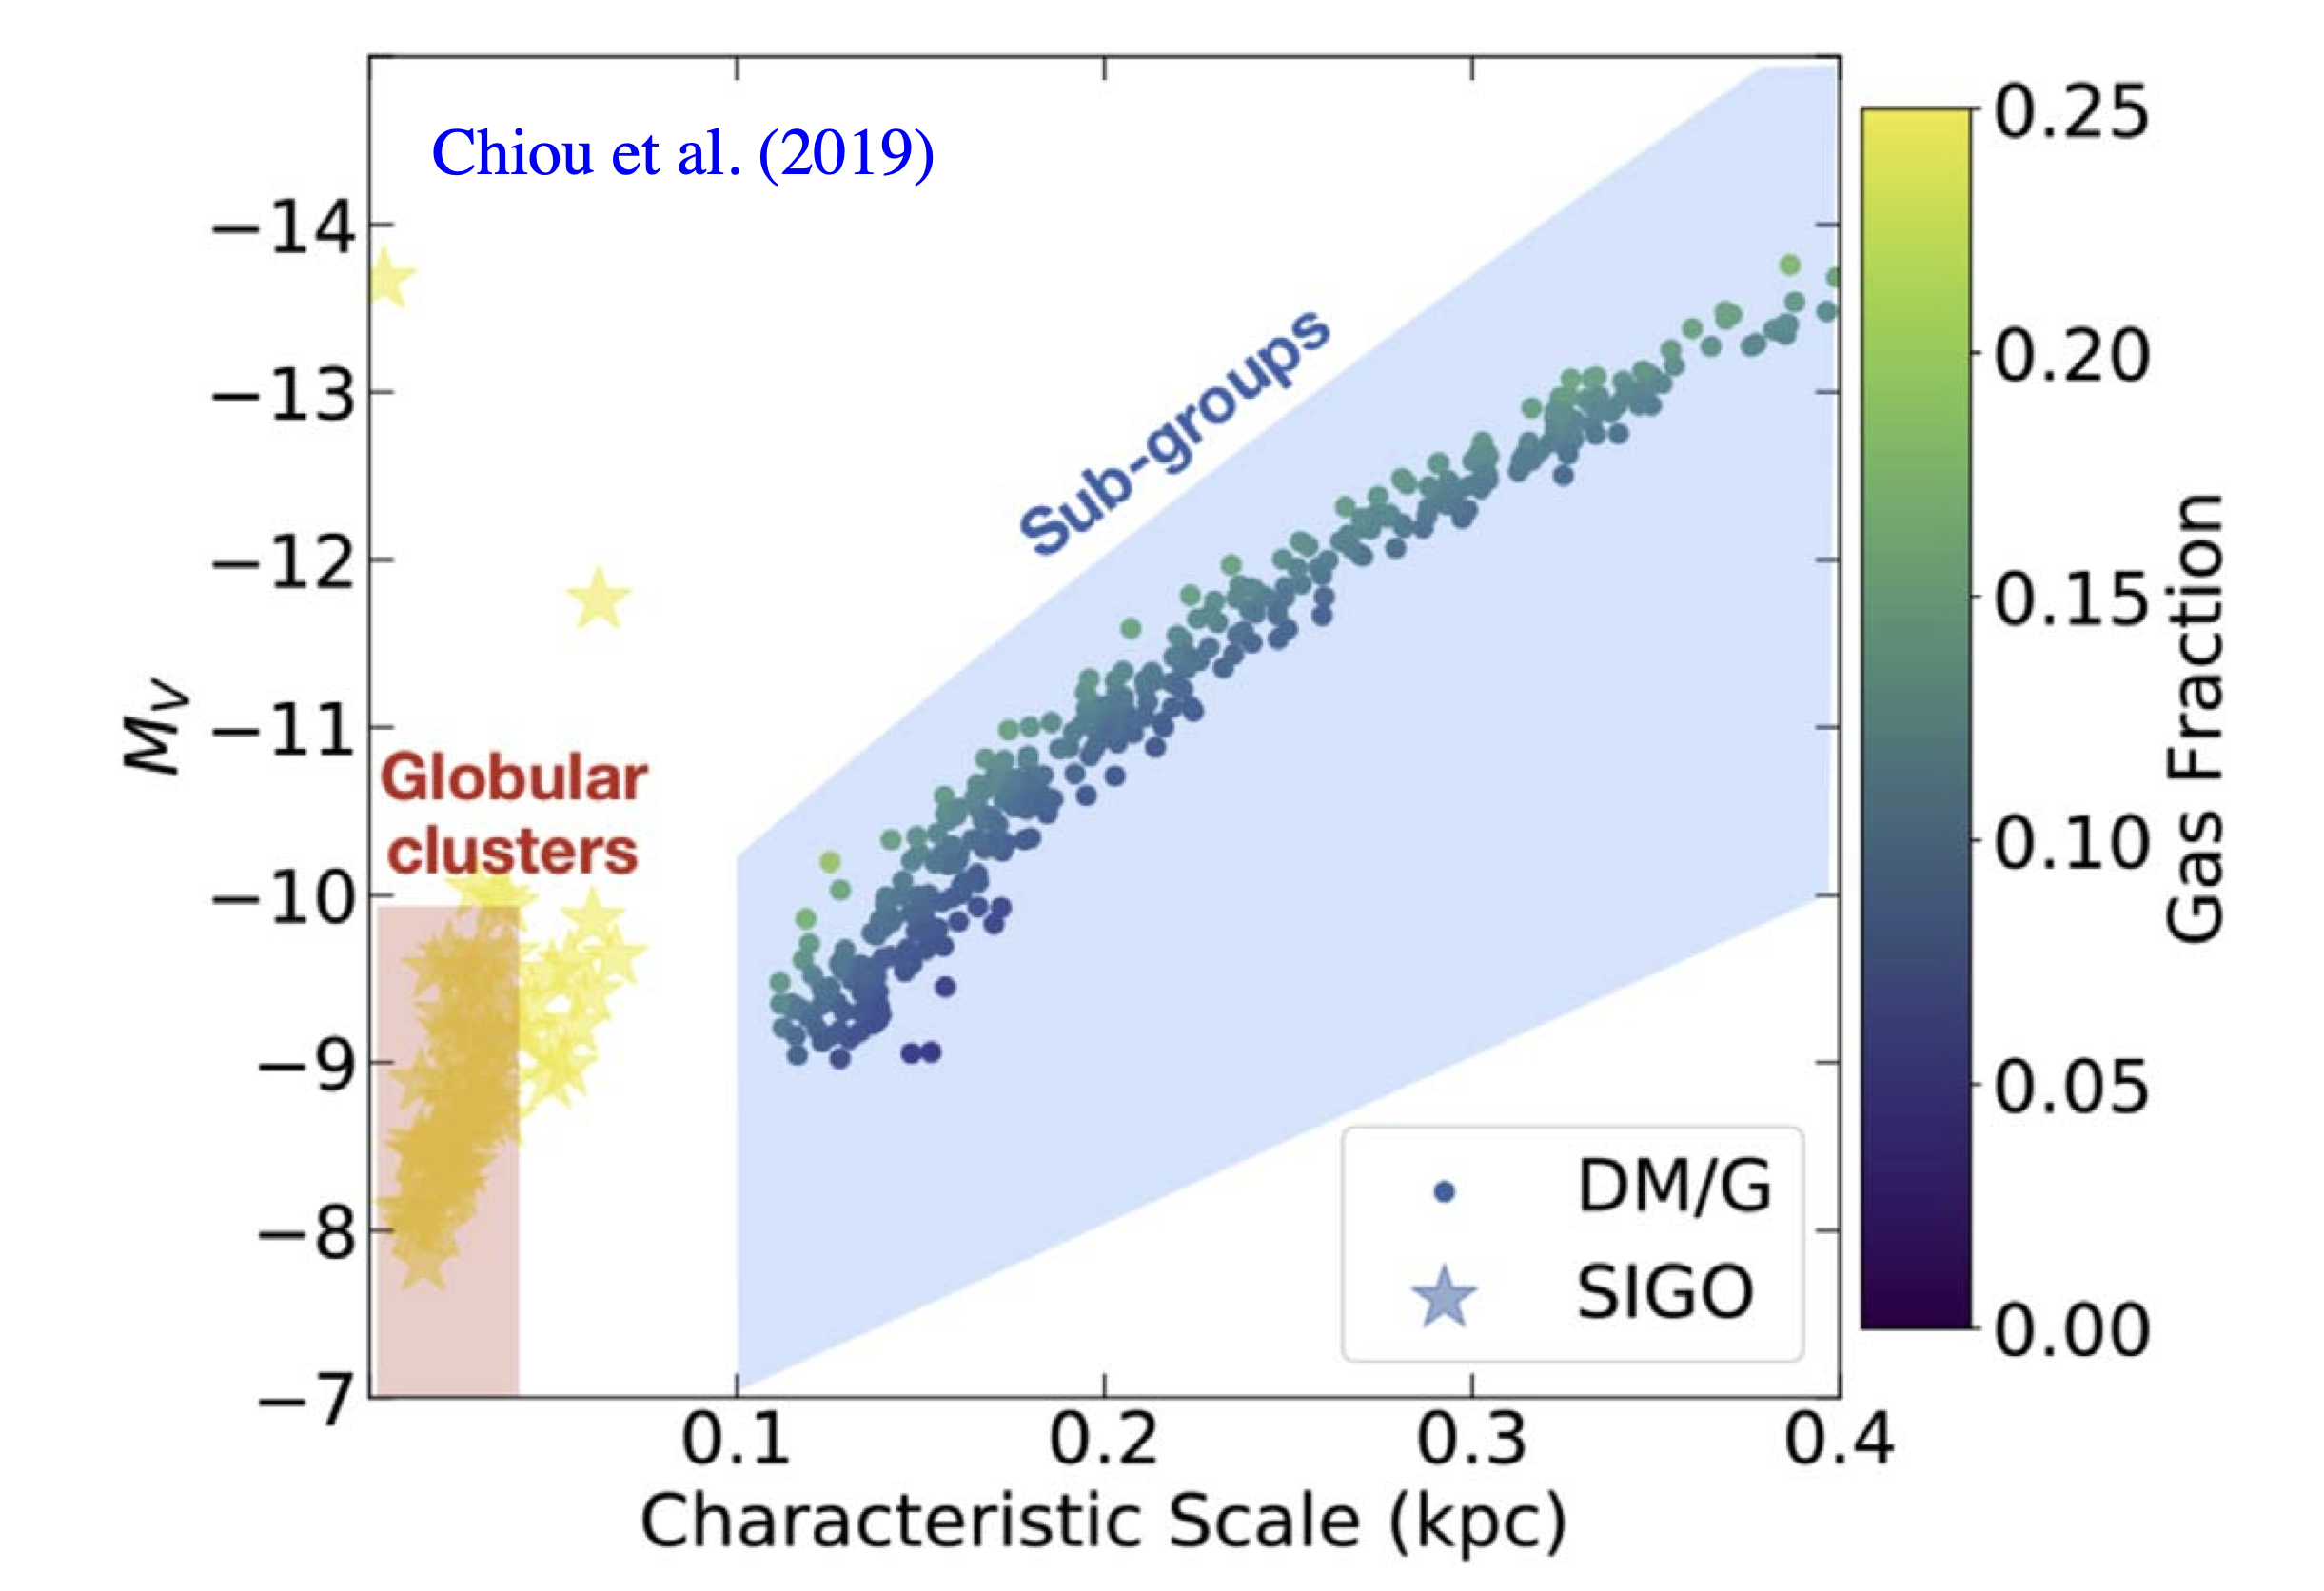 Chiou et al. (2019)
−14
−13
−12
−11
−10
−9
−8
−7
M_V
Sub-groups
Globular
clusters
DM/G
SIGO
0.1 0.2 0.3 0.4
Characteristic Scale (kpc)
0.25
0.20
0.15
0.10
0.05
0.00
Gas Fraction